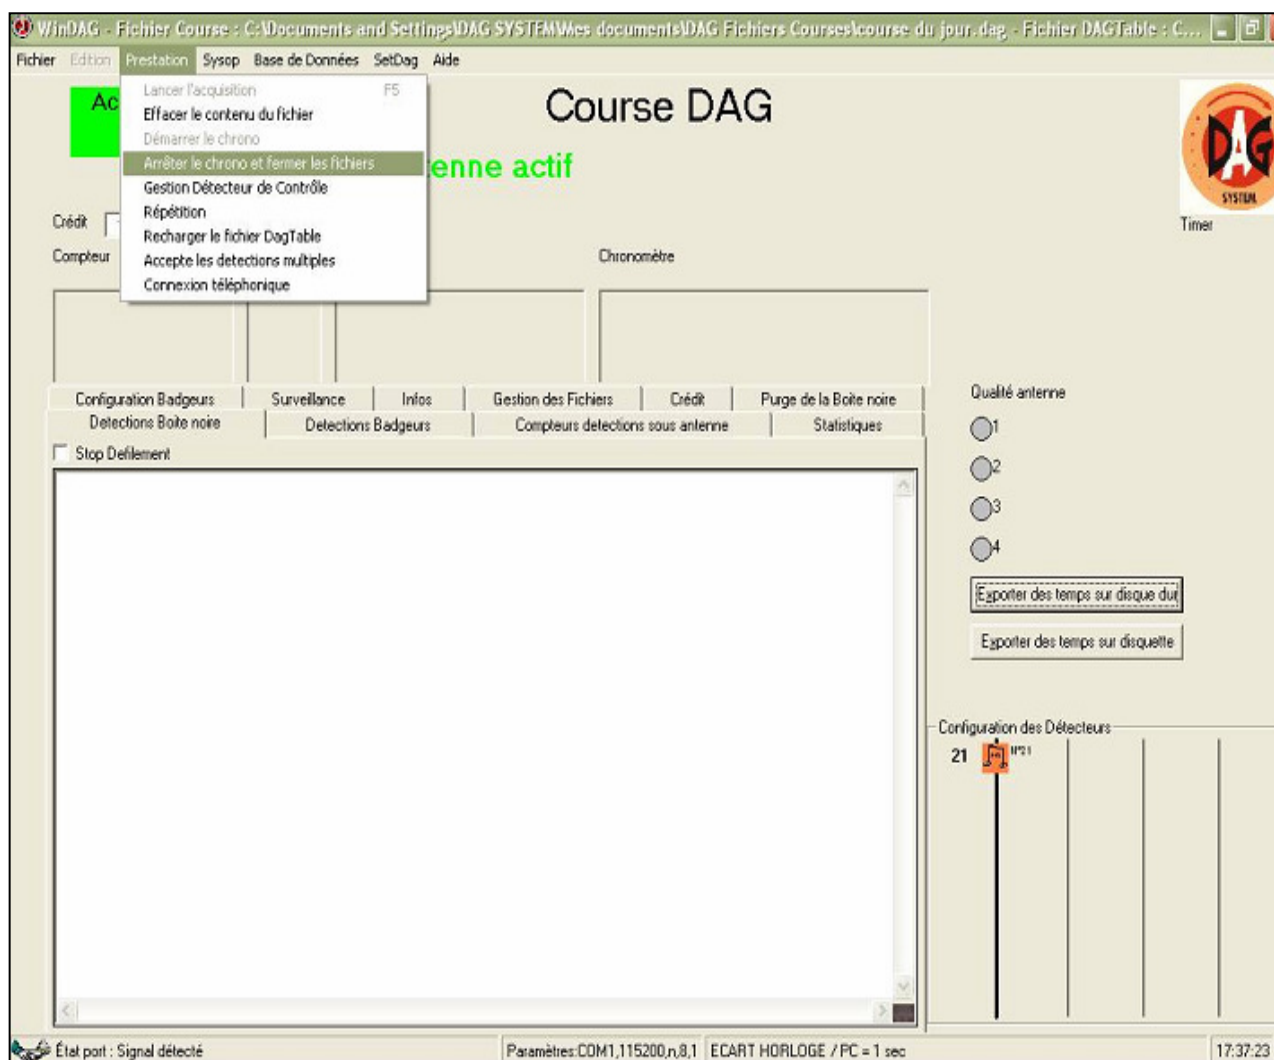 WinDAG - Fichier Course : C:\Documents and Settings\DAG SYSTEM\Mes documents\DAG Fichiers Courses\course du jour.dag - Fichier DAGTable : C...
Fichier Edition Prestation Sysop Base de Données SetDag Aide
Lancer l'acquisition F5
Effacer le contenu du fichier
Démarrer le chrono
Arrêter le chrono et fermer les fichiers
Gestion Détecteur de Contrôle
Répétition
Recharger le fichier DagTable
Accepte les detections multiples
Connexion téléphonique
Ac
Course DAG
enne actif
DAG
SYSTEM
Timer
Crédit
Compteur
Chronomètre
Configuration Badgeurs Surveillance Infos Gestion des Fichiers Crédit Purge de la Boite noire
Detections Boite noire Detections Badgeurs Compteurs detections sous antenne Statistiques
Stop Defilement
Qualité antenne
1
2
3
4
Exporter des temps sur disque dur
Exporter des temps sur disquette
Configuration des Détecteurs
21 N°21
État port : Signal détecté Paramètres:COM1,115200,n,8,1 ECART HORLOGE / PC = 1 sec 17:37:23